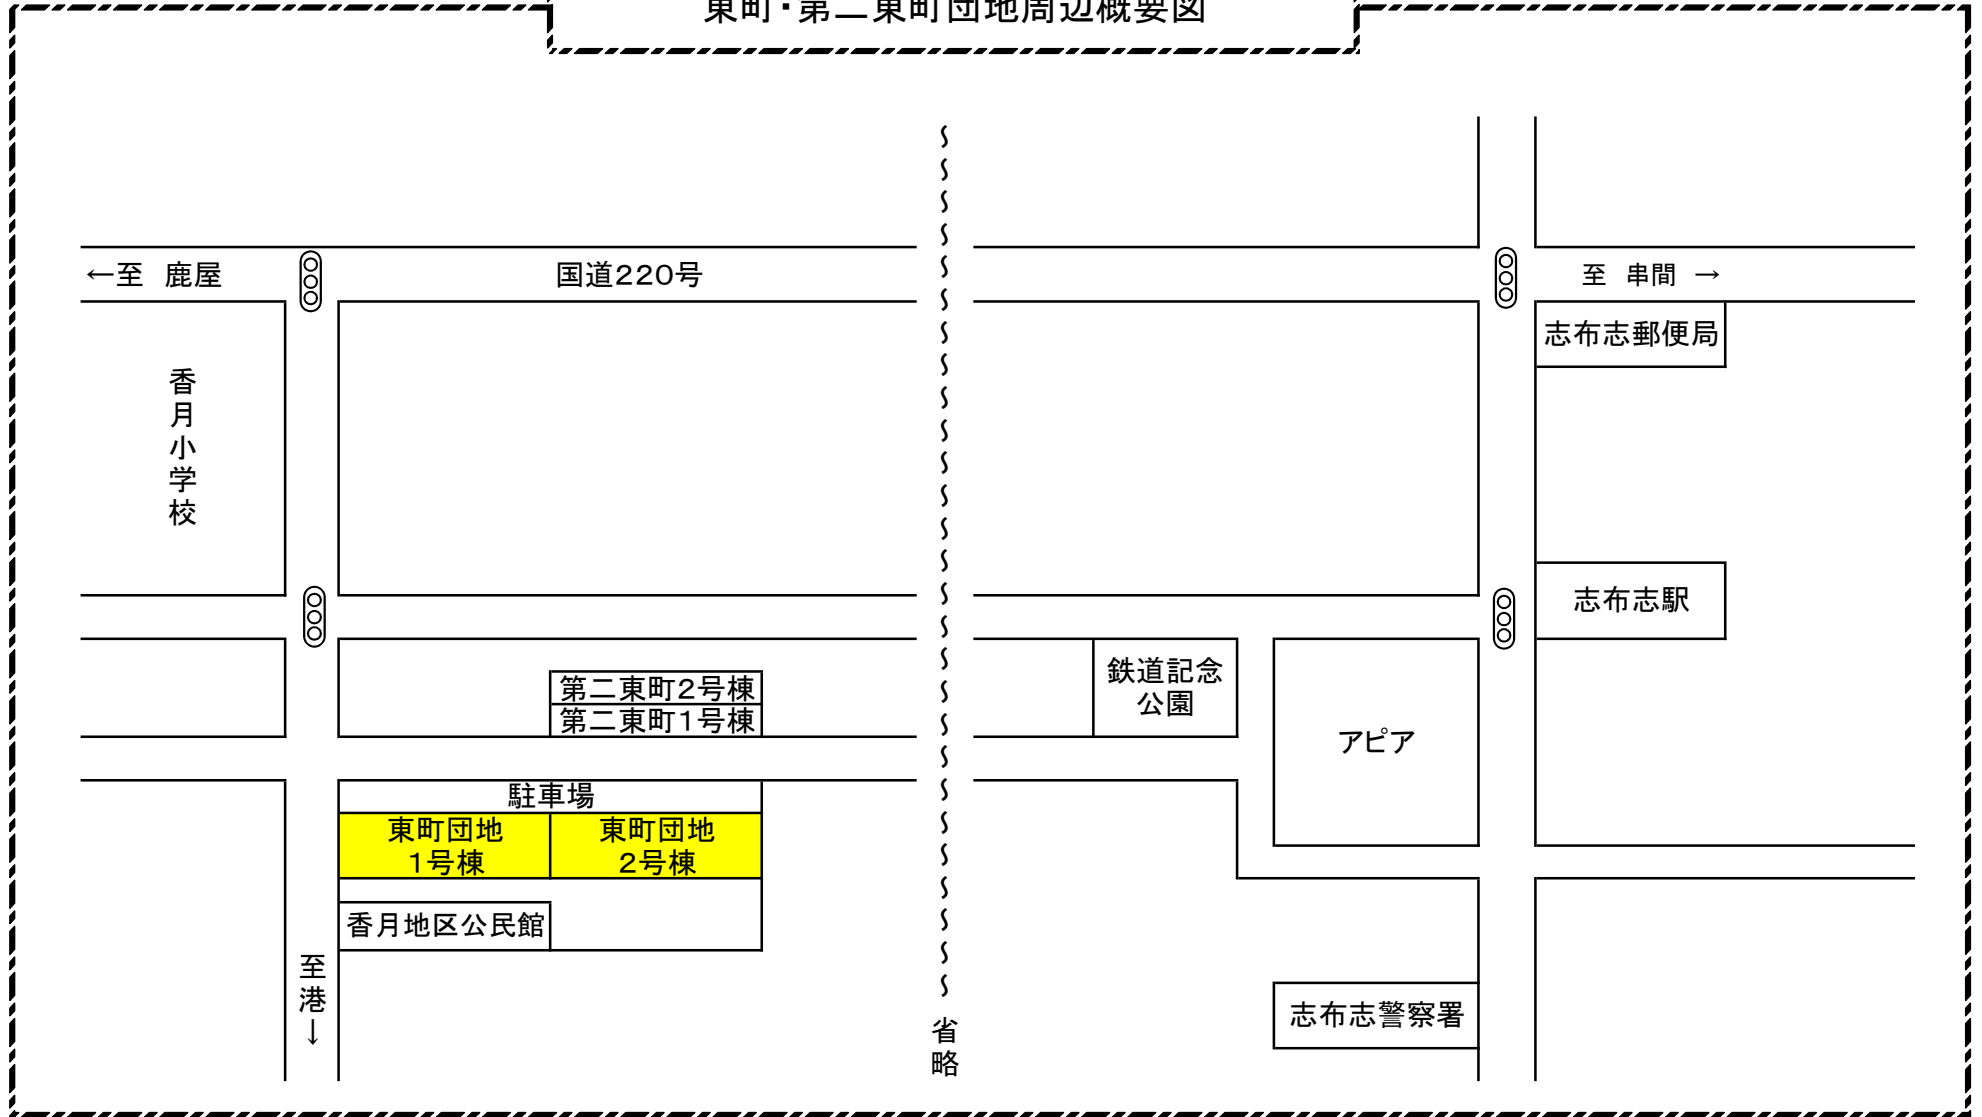 東町・第二東町団地周辺概要図
←至 鹿屋
国道220号
至 串間 →
志布志郵便局
香月小学校
志布志駅
鉄道記念
公園
第二東町2号棟
第二東町1号棟
アピア
駐車場
東町団地
1号棟
東町団地
2号棟
香月地区公民館
至港↓
志布志警察署
省略